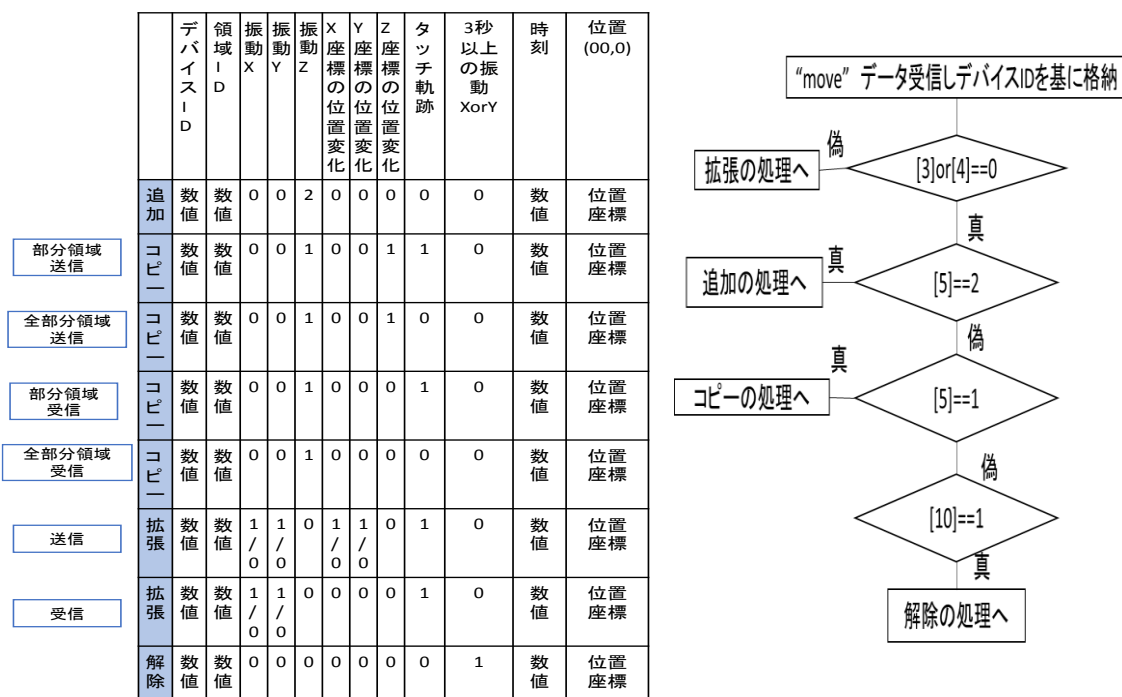 デバイスID 領域ID 振動X 振動Y 振動Z X座標の位置変化 Y座標の位置変化 Z座標の位置変化 タッチ軌跡 3秒以上の振動XorY 時刻 位置(00,0)
追加 数値 数値 0 0 2 0 0 0 0 0 数値 位置座標
部分領域送信 コピー 数値 数値 0 0 1 0 0 1 1 0 数値 位置座標
全部分領域送信 コピー 数値 数値 0 0 1 0 0 1 0 0 数値 位置座標
部分領域受信 コピー 数値 数値 0 0 1 0 0 0 1 0 数値 位置座標
全部分領域受信 コピー 数値 数値 0 0 1 0 0 0 0 0 数値 位置座標
送信 拡張 数値 数値 1/0 1/0 0 1/0 1/0 0 1 0 数値 位置座標
受信 拡張 数値 数値 1/0 1/0 0 0 0 0 1 0 数値 位置座標
解除 数値 数値 0 0 0 0 0 0 0 1 数値 位置座標
“move” データ受信しデバイスIDを基に格納
[3]or[4]==0
偽
拡張の処理へ
真
[5]==2
真
追加の処理へ
偽
[5]==1
真
コピーの処理へ
偽
[10]==1
真
解除の処理へ